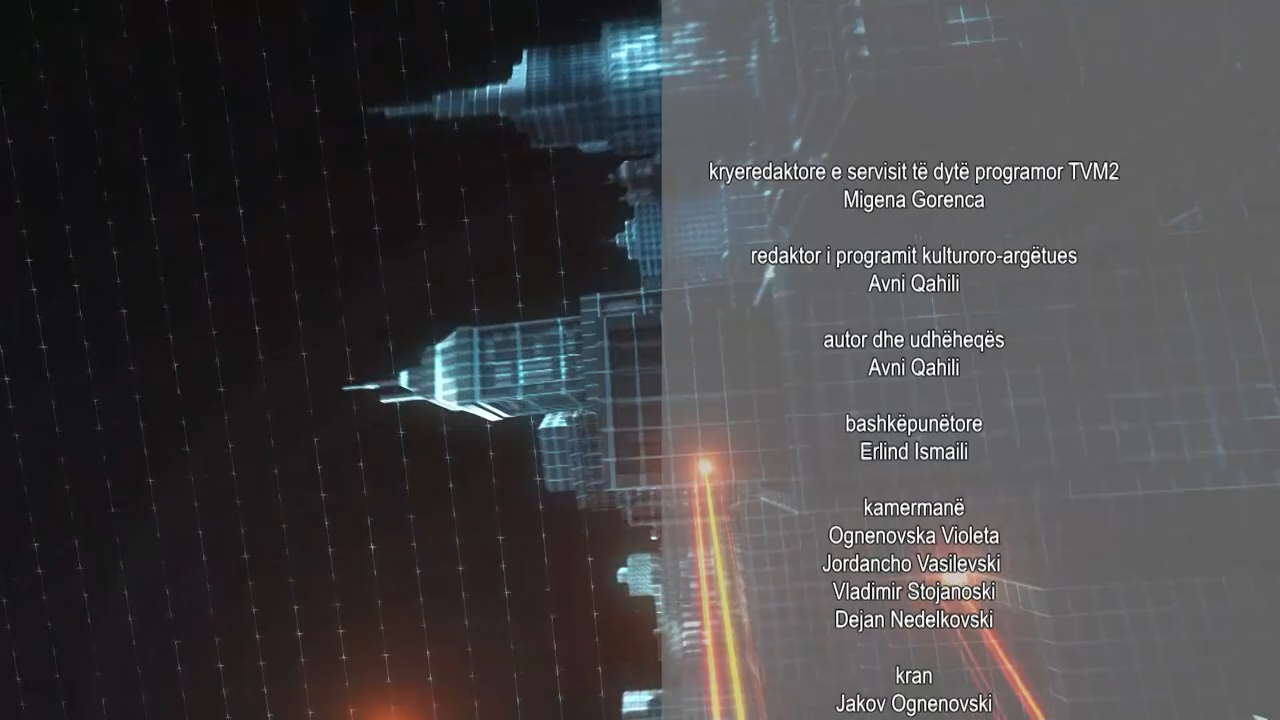 kryeredaktore e servisit të dytë programor TVM2
Migena Gorenca
redaktor i programit kulturoro-argëtues
Avni Qahili
autor dhe udhëheqës
Avni Qahili
bashkëpunëtore
Erlind Ismaili
kamermanë
Ognenovska Violeta
Jordancho Vasilevski
Vladimir Stojanoski
Dejan Nedelkovski
kran
Jakov Ognenovski